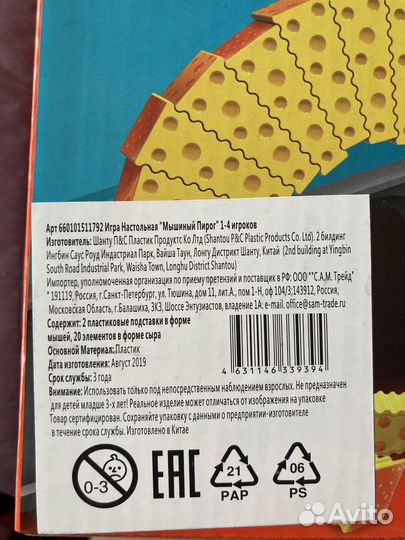 Арт 660101511792 Игра Настольная "Мышиный Пирог" 1-4 игроков
Изготовитель: Шанту П&С Пластик Продуктс Ко Лтд (Shantou P&C Plastic Products Co. Ltd). 2 билдинг
Ингбин Саус Роуд Индастриал Парк, Вайша Таун, Лонгу Дистрикт Шанту, Китай (2nd building at Yingbin
South Road Industrial Park, Waisha Town, Longhu District Shantou)
Импортер, уполномоченная организация по приему претензий и поставщик в РФ: ООО ""С.А.М. Трейд"
" 191119, Россия, г.Санкт-Петербург, ул. Тюшина, дом 11, лит.А., пом 1-Н, оф 104/3;143912, Россия,
Московская Область, г.Балашиха, ЭКЗ, Шоссе Энтузиастов, владение 1А: e-mail: office@sam-trade.ru
Содержит: 2 пластиковые подставки в форме
мышей, 20 элементов в форме сыра
Основной Материал:Пластик
Дата изготовления: Август 2019
Срок службы: 3 года
4 631146 339394
Внимание: Использовать только под непосредственным наблюдением взрослых. Не предназначен
для детей младше 3-х лет! Реальное изделие может отличаться от изображения на упаковке
Товар сертифицирован. Сохраняйте упаковку с данными о предприятии-изготовителе
в течение срока службы. Изготовлено в Китае
0-3
EAC
21
PAP
06
PS
Avito